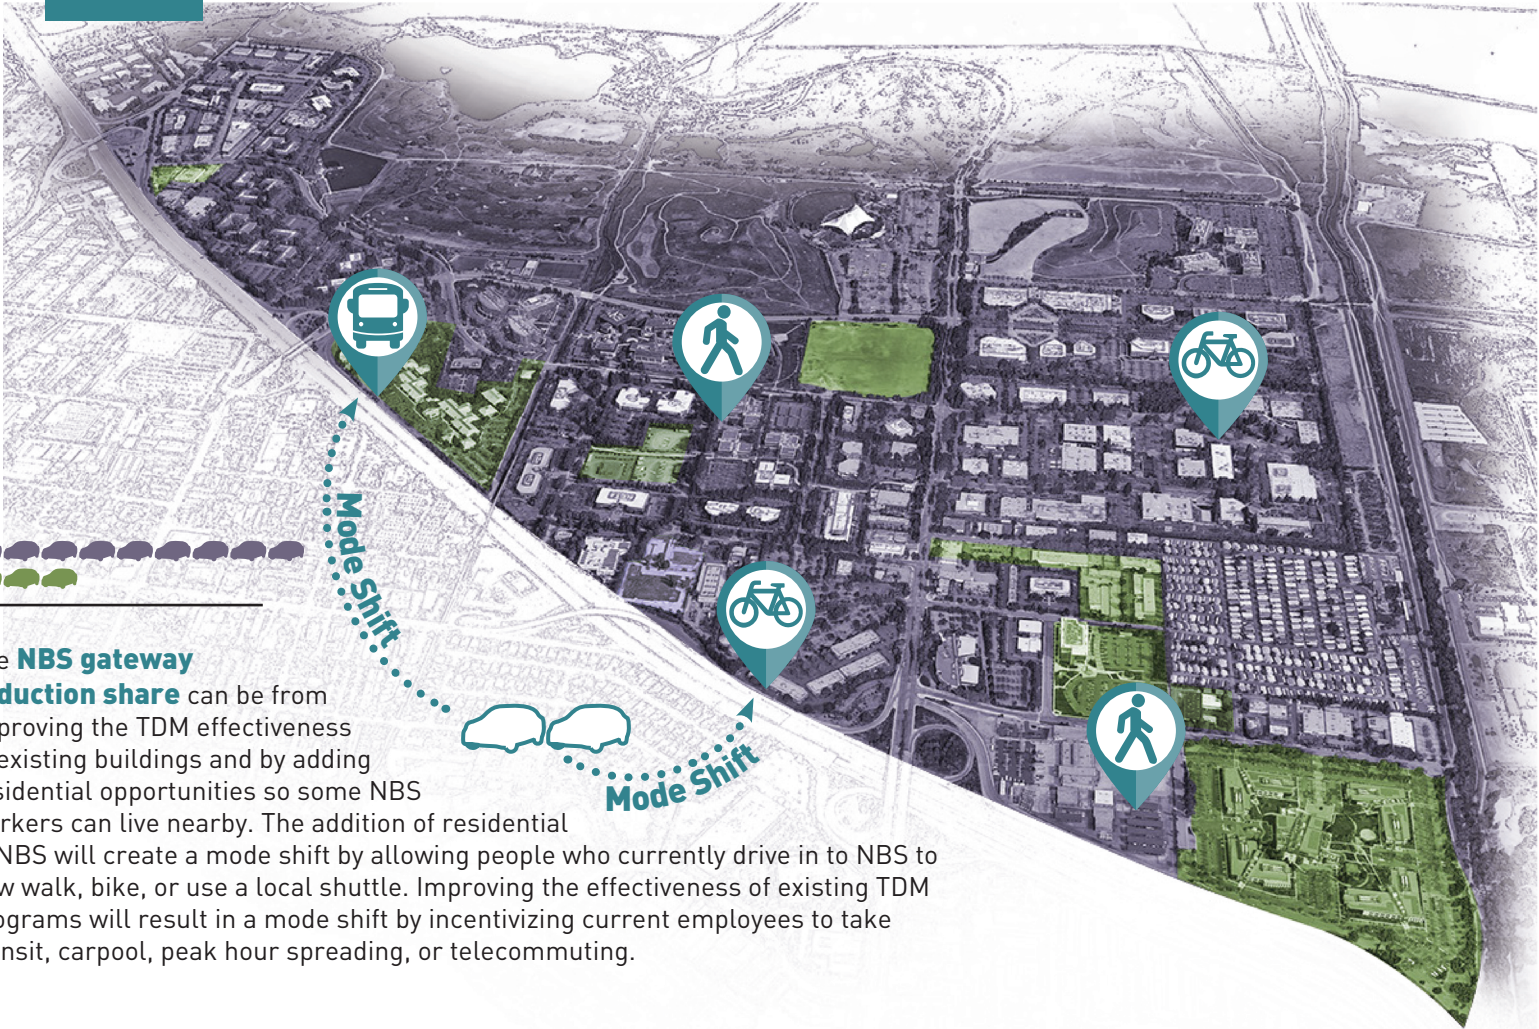 Mode Shift
Mode Shift
e NBS gateway
duction share can be from
proving the TDM effectiveness
existing buildings and by adding
sidential opportunities so some NBS
rkers can live nearby. The addition of residential
NBS will create a mode shift by allowing people who currently drive in to NBS to
w walk, bike, or use a local shuttle. Improving the effectiveness of existing TDM
ograms will result in a mode shift by incentivizing current employees to take
nsit, carpool, peak hour spreading, or telecommuting.